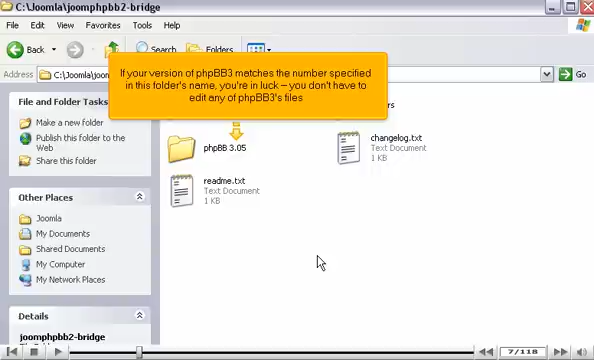 C:\Joomla\joomphpbb2-bridge
File Edit View Favorites Tools Help
Back Search
Address C:\Joomla\joom Go
If your version of phpBB3 matches the number specified
in this folder's name, you're in luck – you don't have to
edit any of phpBB3's files
File and Folder Tasks
Make a new folder
Publish this folder to the
Web
Share this folder
phpBB 3.05
changelog.txt
Text Document
1 KB
readme.txt
Text Document
1 KB
Other Places
Joomla
My Documents
Shared Documents
My Computer
My Network Places
Details
joomphpbb2-bridge
7/118